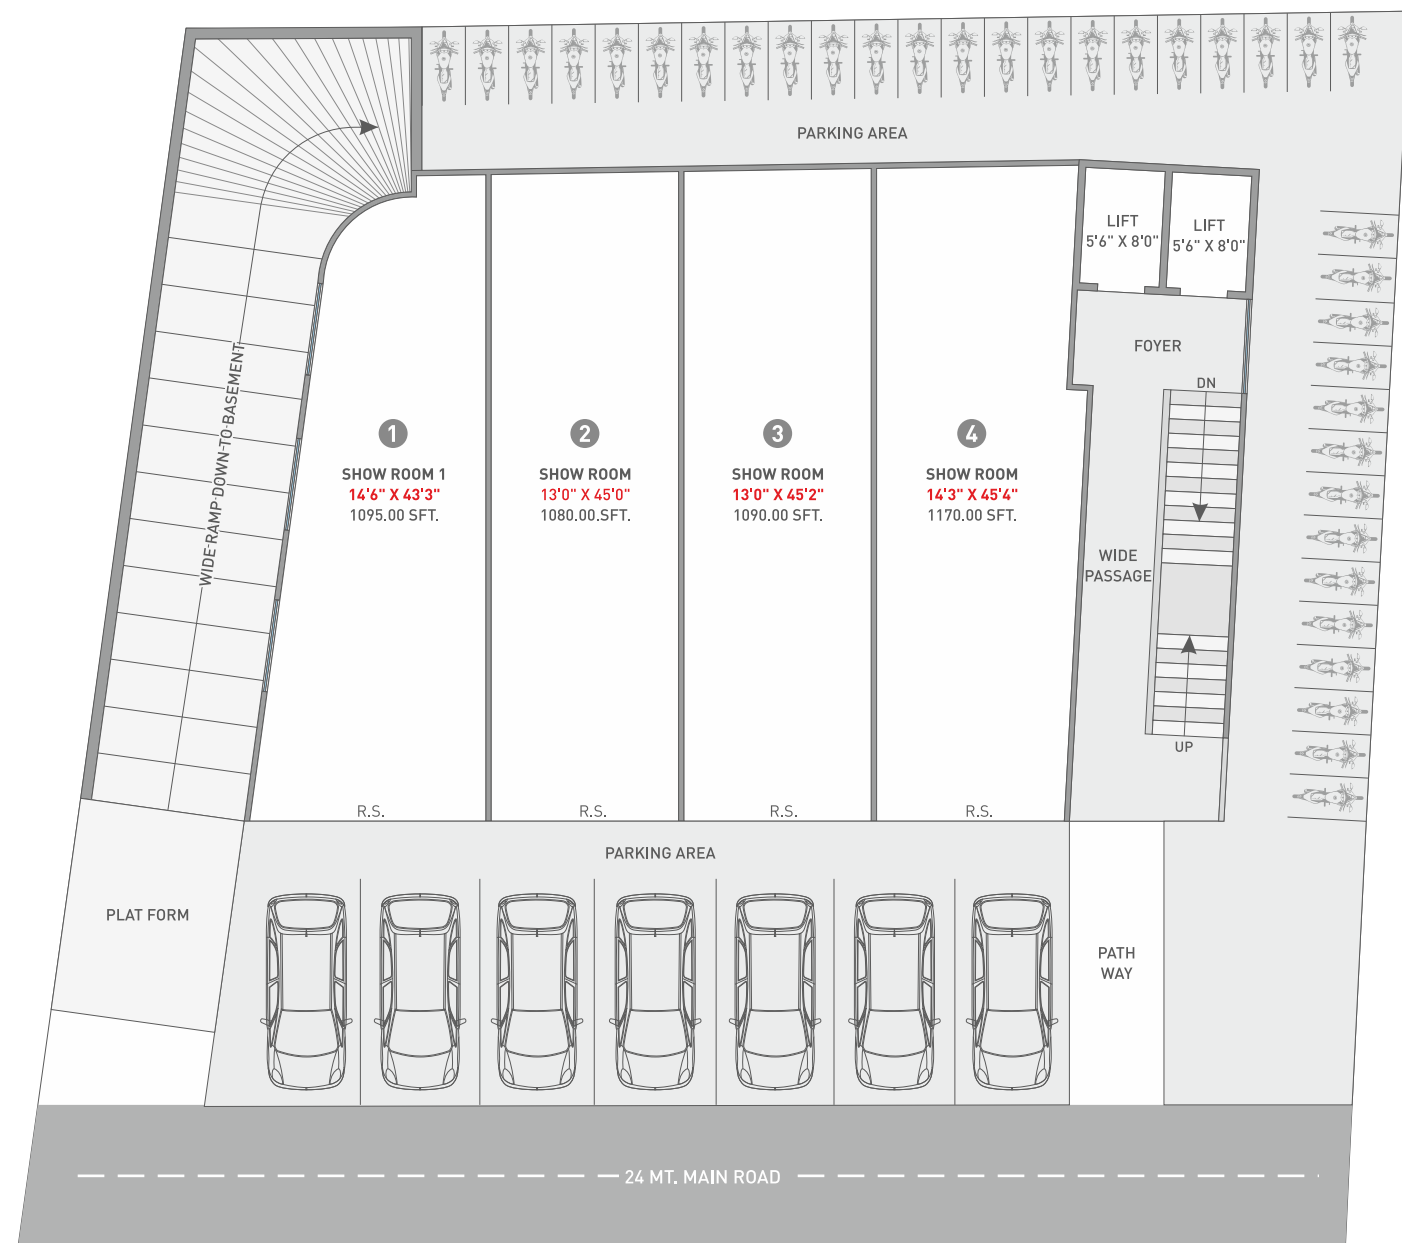 PARKING AREA
LIFT
5'6" X 8'0"
LIFT
5'6" X 8'0"
FOYER
DN
WIDE RAMP DOWN TO BASEMENT
1
SHOW ROOM 1
14'6" X 43'3"
1095.00 SFT.
2
SHOW ROOM
13'0" X 45'0"
1080.00.SFT.
3
SHOW ROOM
13'0" X 45'2"
1090.00 SFT.
4
SHOW ROOM
14'3" X 45'4"
1170.00 SFT.
WIDE
PASSAGE
UP
R.S.
R.S.
R.S.
R.S.
PARKING AREA
PLAT FORM
PATH
WAY
24 MT. MAIN ROAD